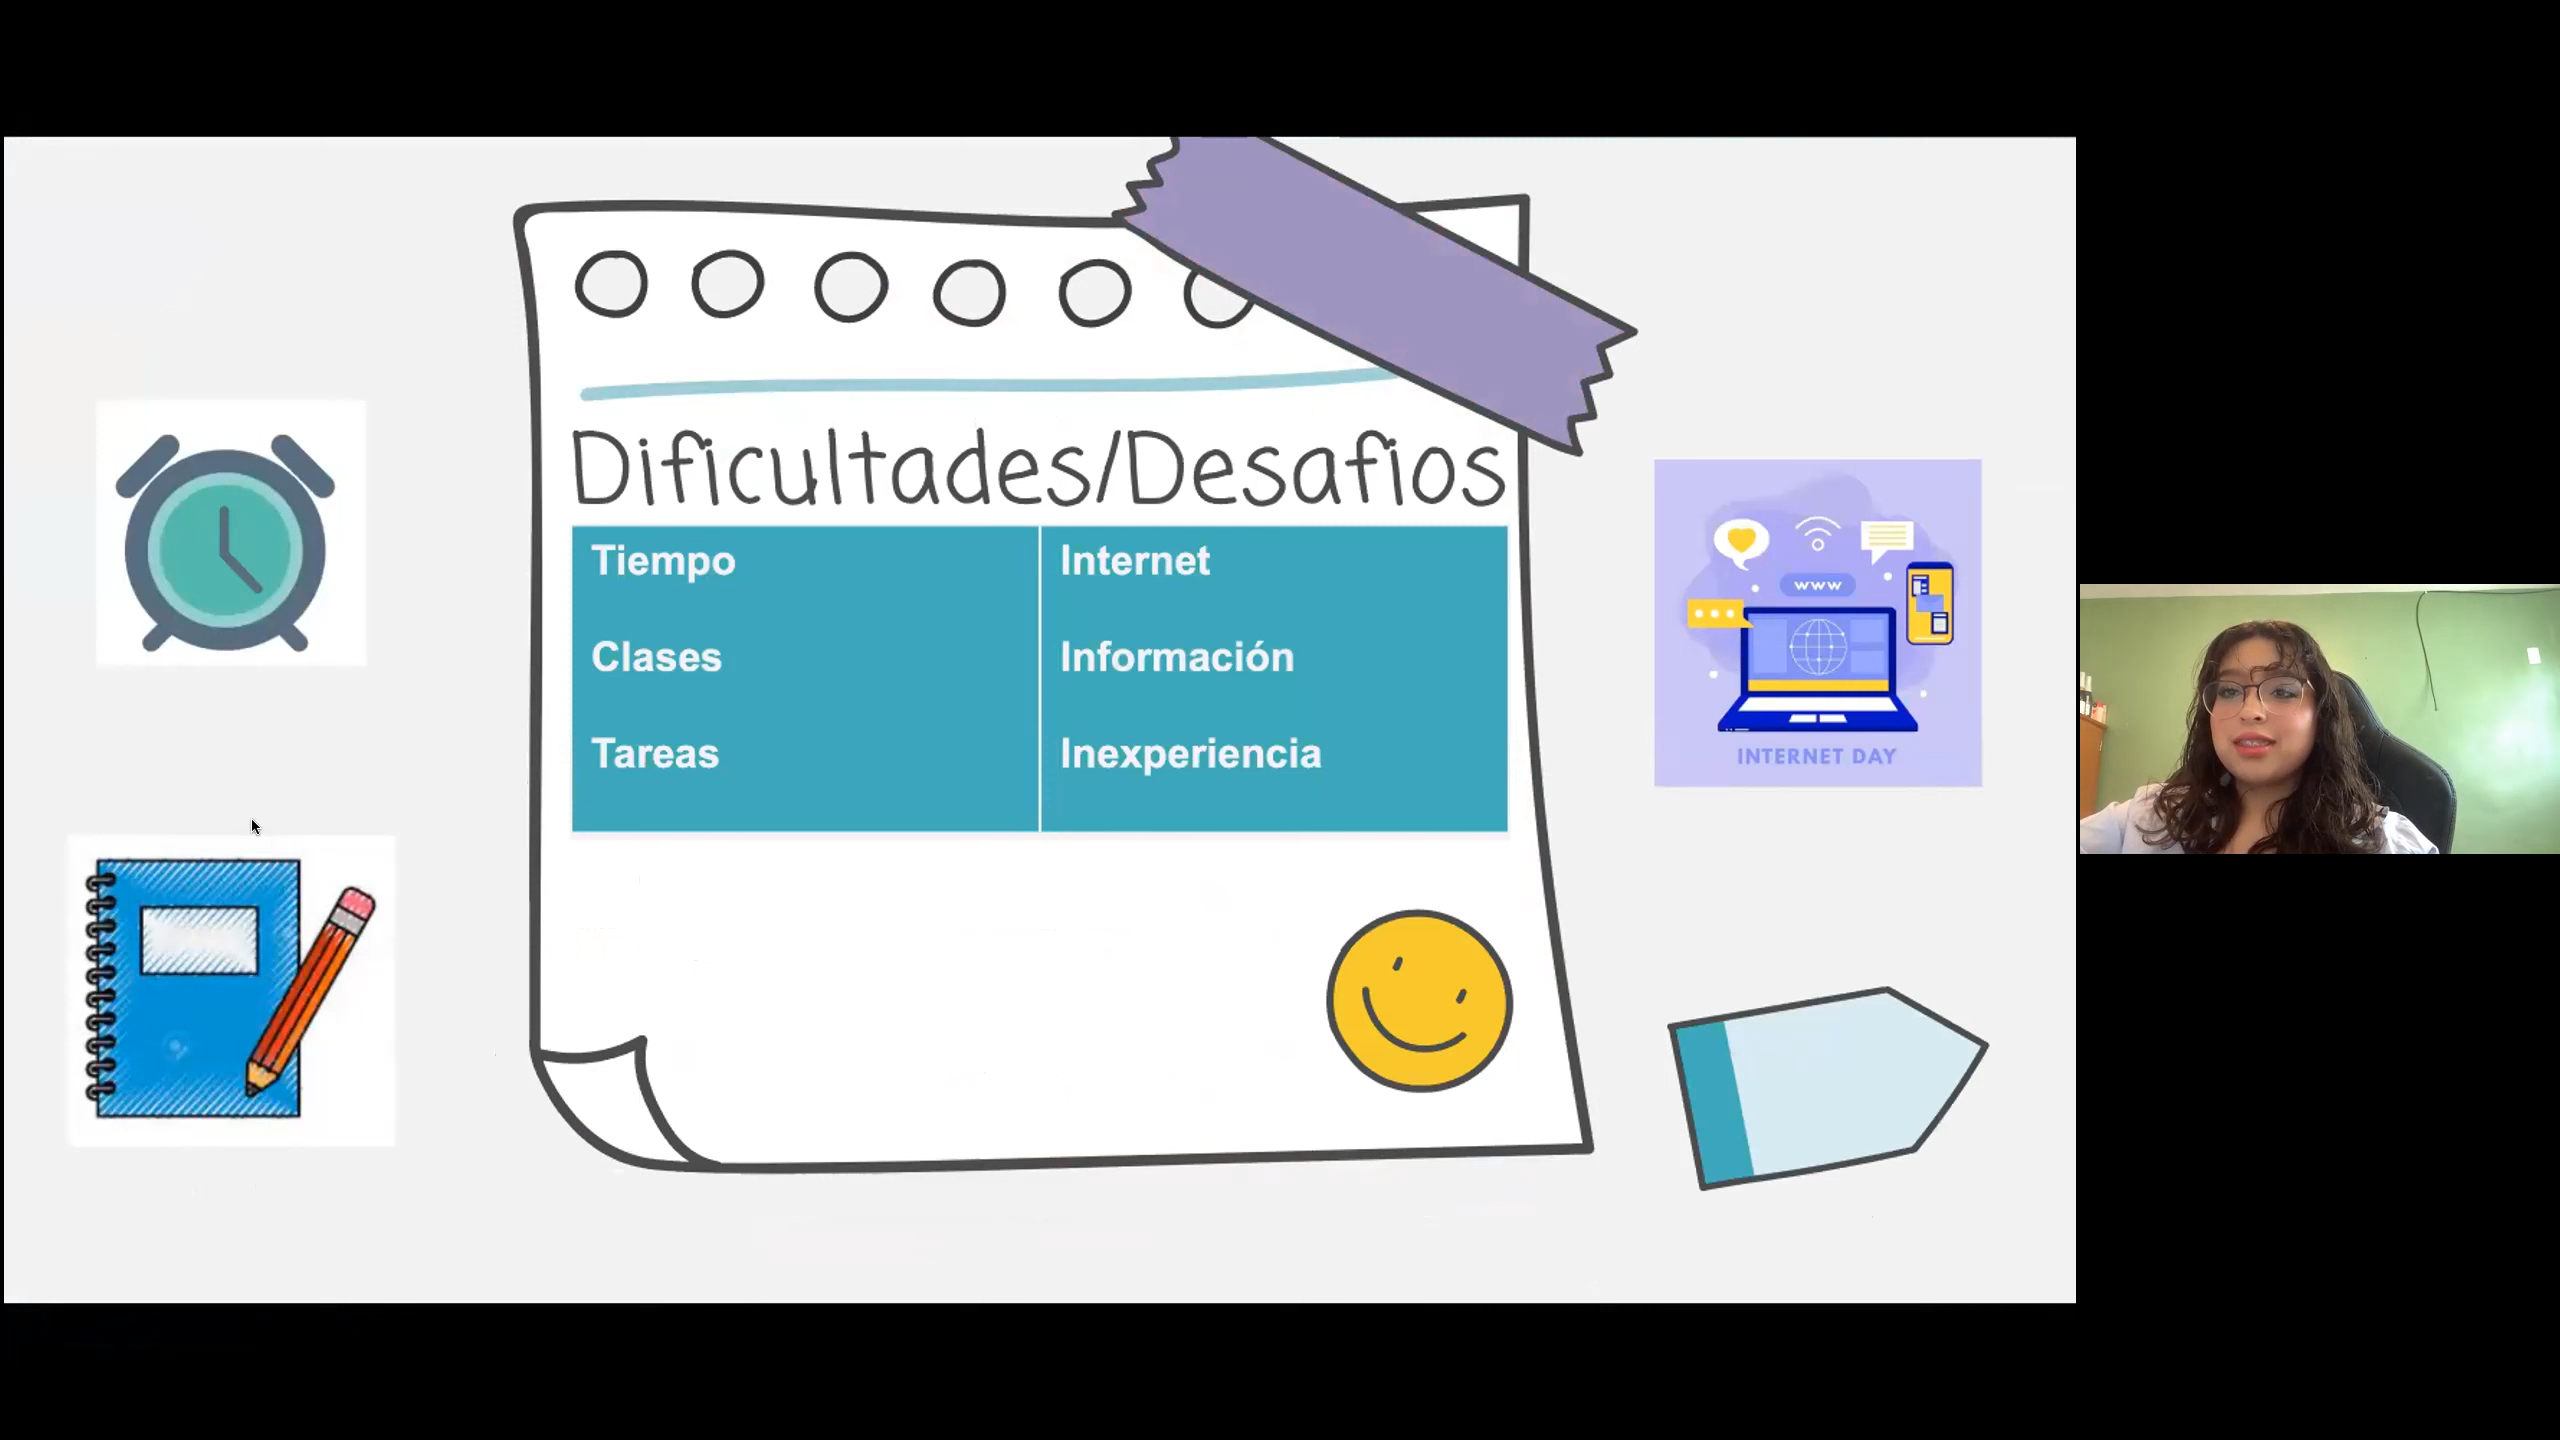 Dificultades/Desafios
Tiempo
Internet
Clases
Información
Tareas
Inexperiencia
www
INTERNET DAY